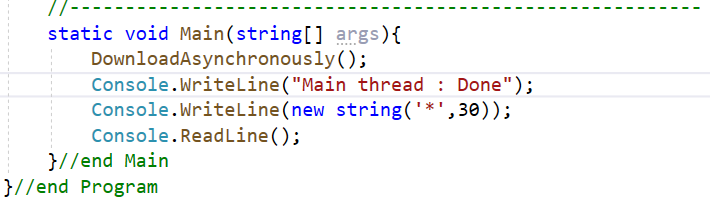 //---------------------------------------------------------
static void Main(string[] args){
DownloadAsynchronously();
Console.WriteLine("Main thread : Done");
Console.WriteLine(new string('*',30));
Console.ReadLine();
}//end Main
}//end Program